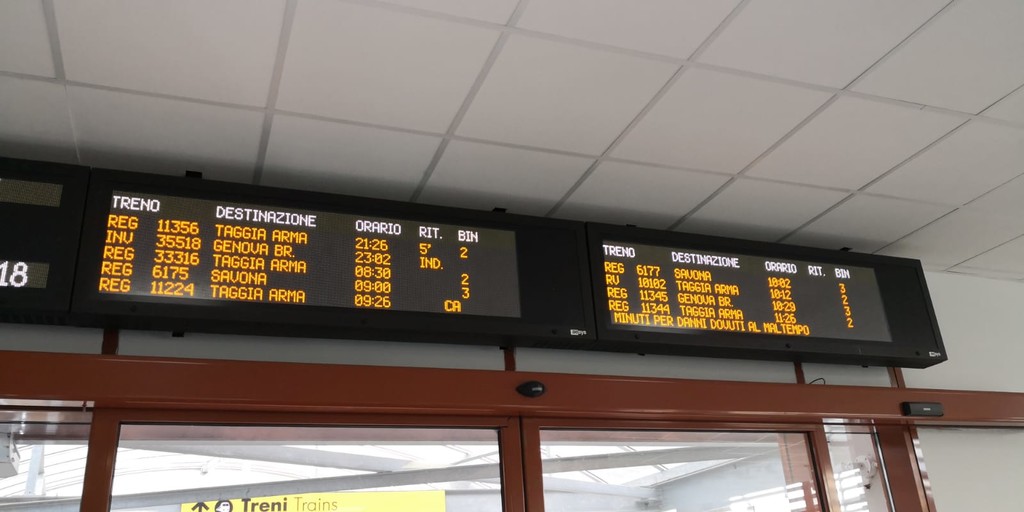 18
TRENO DESTINAZIONE ORARIO RIT. BIN
REG 11356 TAGGIA ARMA 21:26 5' 2
INV 35518 GENOVA BR. 23:02 IND.
REG 33316 TAGGIA ARMA 08:30 2
REG 6175 SAVONA 09:00 3
REG 11224 TAGGIA ARMA 09:26 CA
TRENO DESTINAZIONE ORARIO RIT. BIN
REG 6177 SAVONA 10:02 3
RV 10182 TAGGIA ARMA 10:12 2
REG 11345 GENOVA BR. 10:29 3
REG 11344 TAGGIA ARMA 11:26 2
MINUTI PER DANNI DOVUTI AL MALTEMPO
Treni Trains